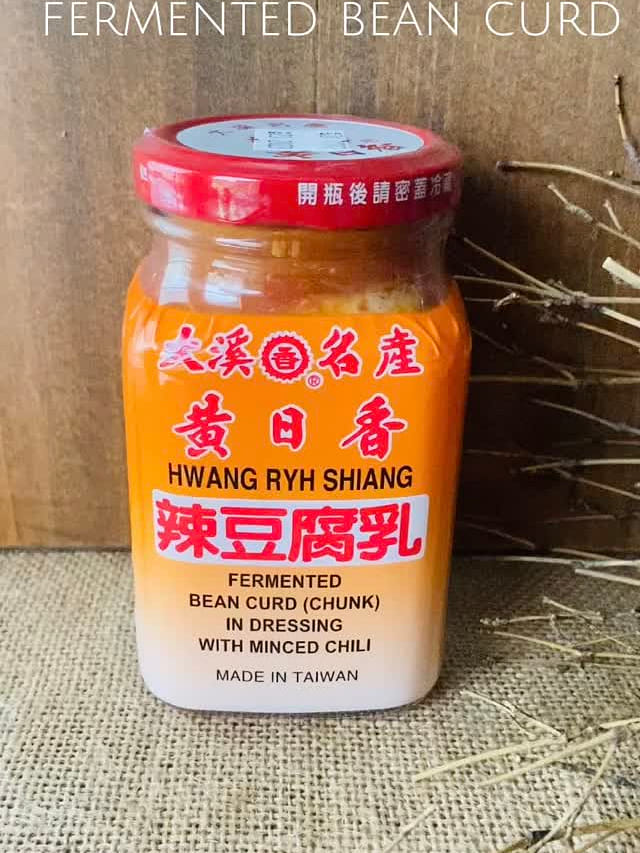 FERMENTED BEAN CURD
開瓶後請密蓋冷藏
大溪香®名產
黃日香
HWANG RYH SHIANG
辣豆腐乳
FERMENTED
BEAN CURD (CHUNK)
IN DRESSING
WITH MINCED CHILI
MADE IN TAIWAN